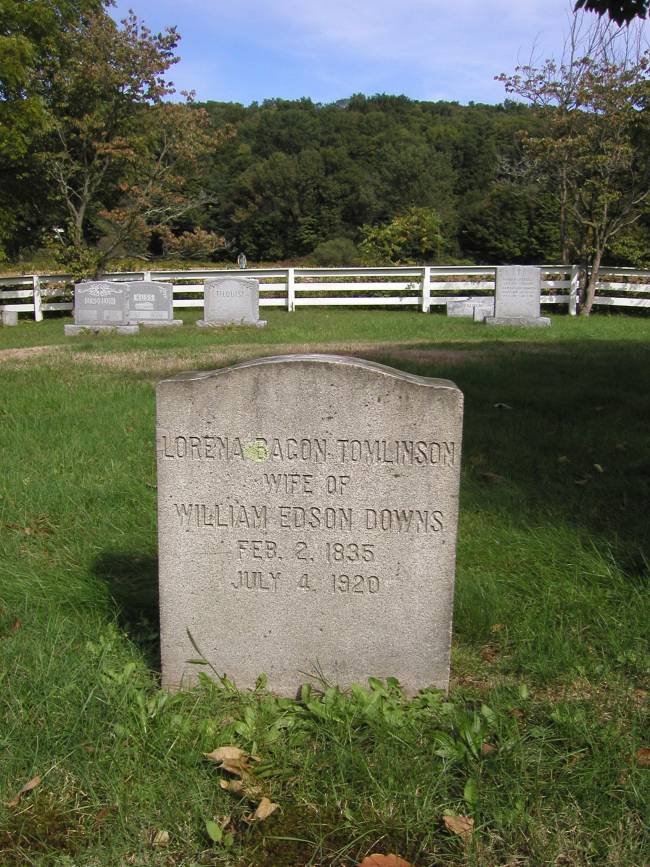 LORENA BACON TOMLINSON
WIFE OF
WILLIAM EDSON DOWNS
FEB. 2, 1835
JULY 4, 1920